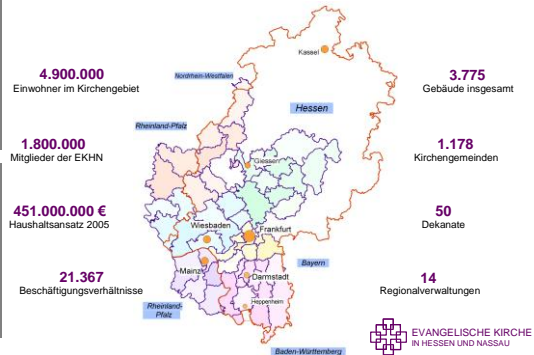 4.900.000
Einwohner im Kirchengebiet
1.800.000
Mitglieder der EKHN
451.000.000 €
Haushaltsansatz 2005
21.367
Beschäftigungsverhältnisse
Kassel
Nordrhein-Westfalen
Hessen
Rheinland-Pfalz
Giessen
Wiesbaden
Frankfurt
Mainz
Bayern
Darmstadt
Rheinland-
Pfalz
Heppenheim
Baden-Württemberg
3.775
Gebäude insgesamt
1.178
Kirchengemeinden
50
Dekanate
14
Regionalverwaltungen
EVANGELISCHE KIRCHE
IN HESSEN UND NASSAU